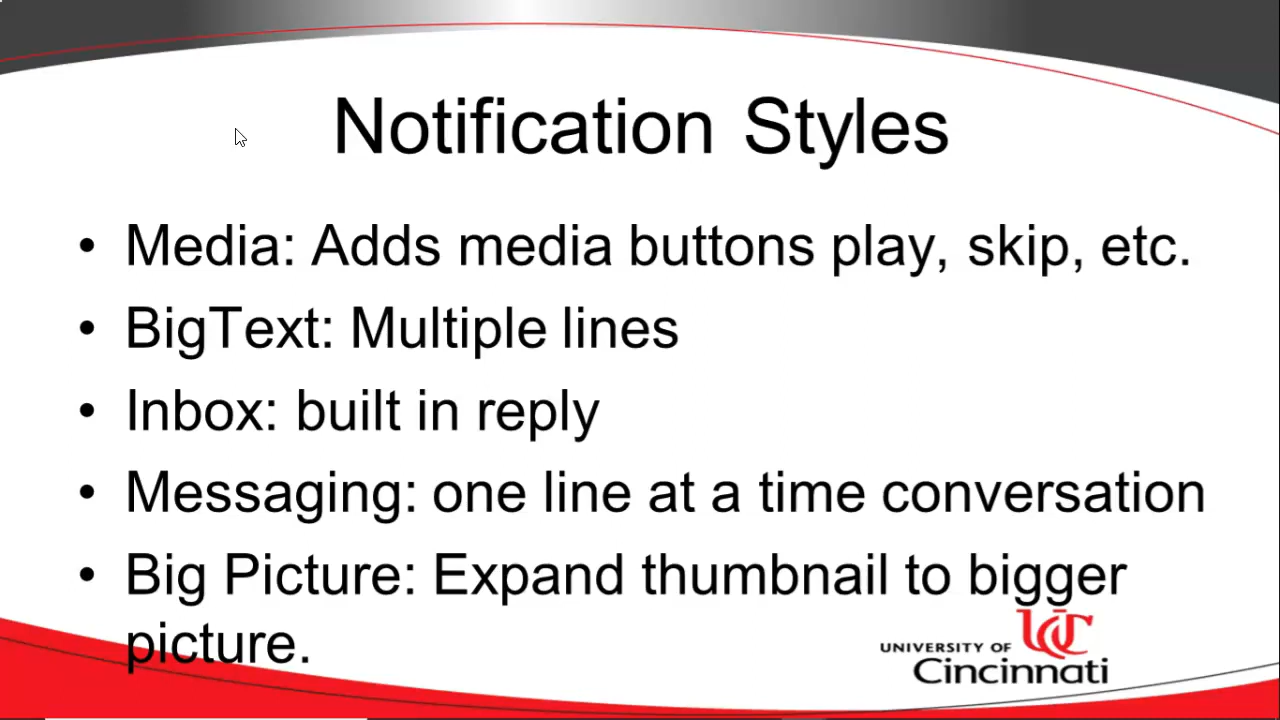 Notification Styles
• Media: Adds media buttons play, skip, etc.
• BigText: Multiple lines
• Inbox: built in reply
• Messaging: one line at a time conversation
• Big Picture: Expand thumbnail to bigger
picture.
UC
UNIVERSITY OF
Cincinnati